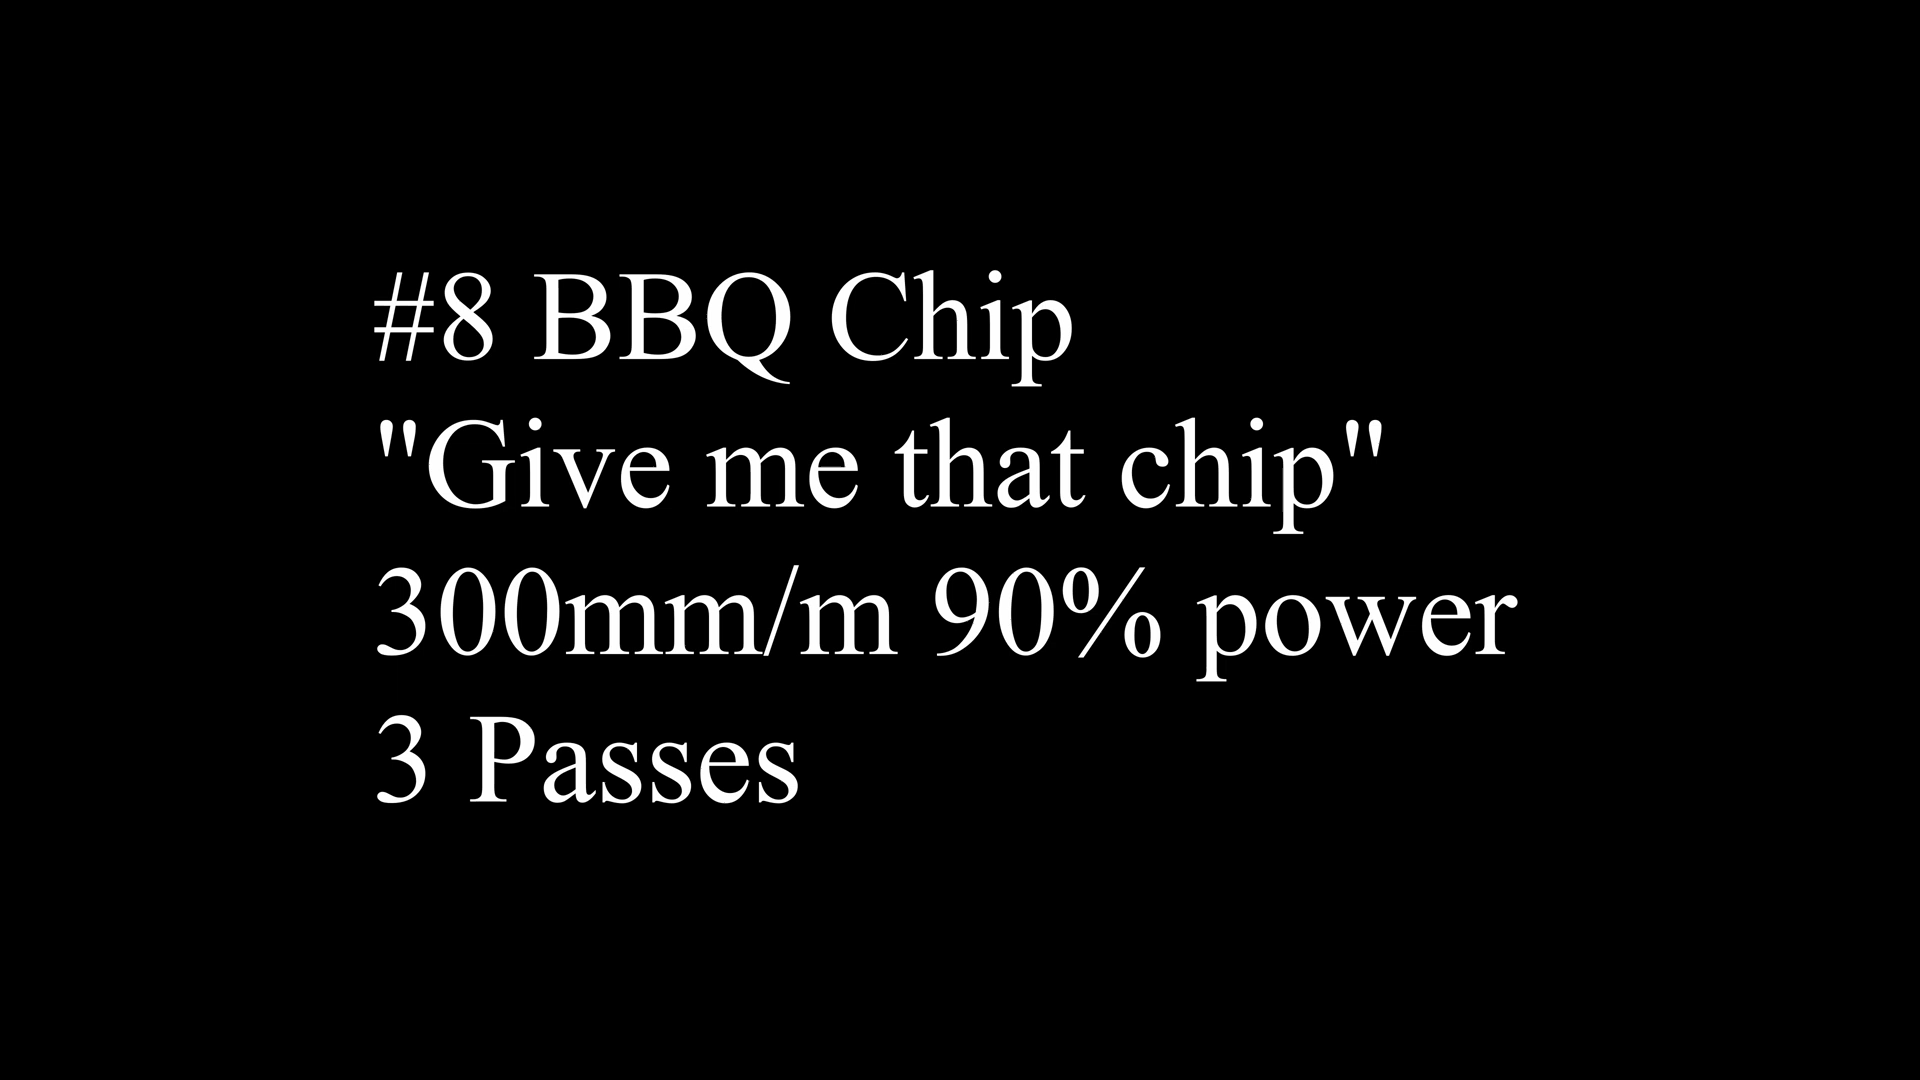 #8 BBQ Chip
"Give me that chip"
300mm/m 90% power
3 Passes